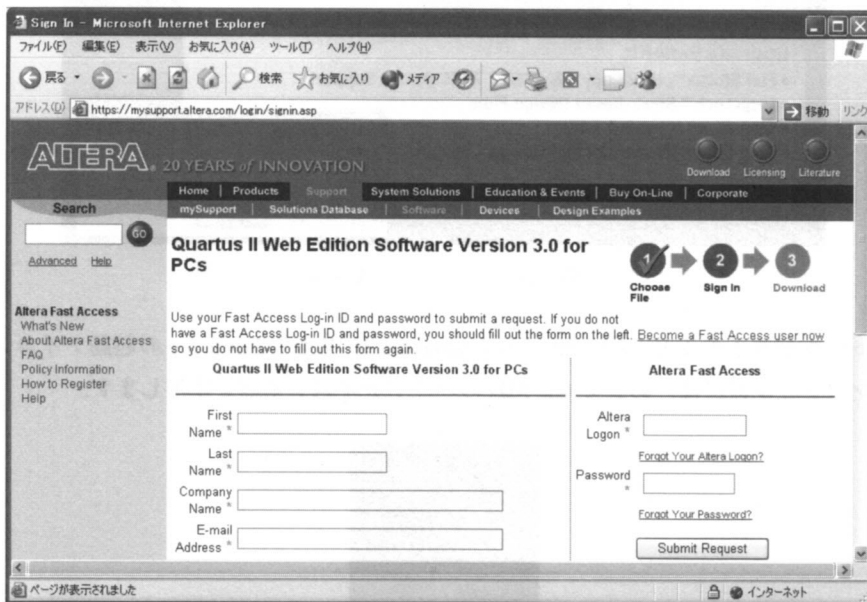 Sign In - Microsoft Internet Explorer
ファイル(F) 編集(E) 表示(V) お気に入り(A) ツール(T) ヘルプ(H)
戻る 検索 お気に入り メディア
アドレス(D) https://mysupport.altera.com/login/signin.asp 移動 リンク
ALTERA. 20 YEARS of INNOVATION
Download Licensing Literature
Home | Products | Support | System Solutions | Education & Events | Buy On-Line | Corporate
mySupport | Solutions Database | Software | Devices | Design Examples
Search
GO
Advanced Help
Altera Fast Access
What's New
About Altera Fast Access
FAQ
Policy Information
How to Register
Help
Quartus II Web Edition Software Version 3.0 for
PCs
1 2 3
Choose File Sign In Download
Use your Fast Access Log-in ID and password to submit a request. If you do not
have a Fast Access Log-in ID and password, you should fill out the form on the left. Become a Fast Access user now
so you do not have to fill out this form again.
Quartus II Web Edition Software Version 3.0 for PCs
First
Name *
Last
Name *
Company
Name *
E-mail
Address *
Altera Fast Access
Altera
Logon *
Forgot Your Altera Logon?
Password
*
Forgot Your Password?
Submit Request
ページが表示されました インターネット